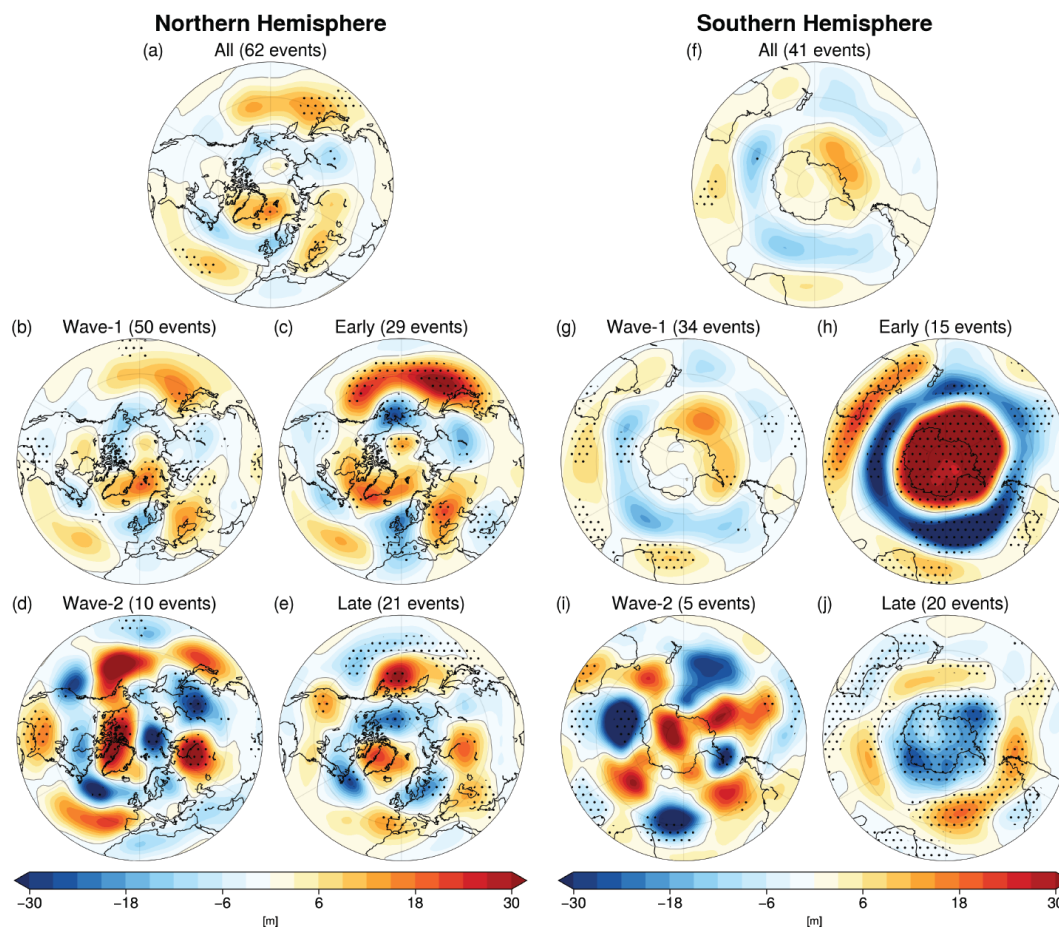 Northern Hemisphere
Southern Hemisphere
(a) All (62 events)
(f) All (41 events)
(b) Wave-1 (50 events)
(c) Early (29 events)
(g) Wave-1 (34 events)
(h) Early (15 events)
(d) Wave-2 (10 events)
(e) Late (21 events)
(i) Wave-2 (5 events)
(j) Late (20 events)
−30 −18 −6 6 18 30
[m]
−30 −18 −6 6 18 30
[m]